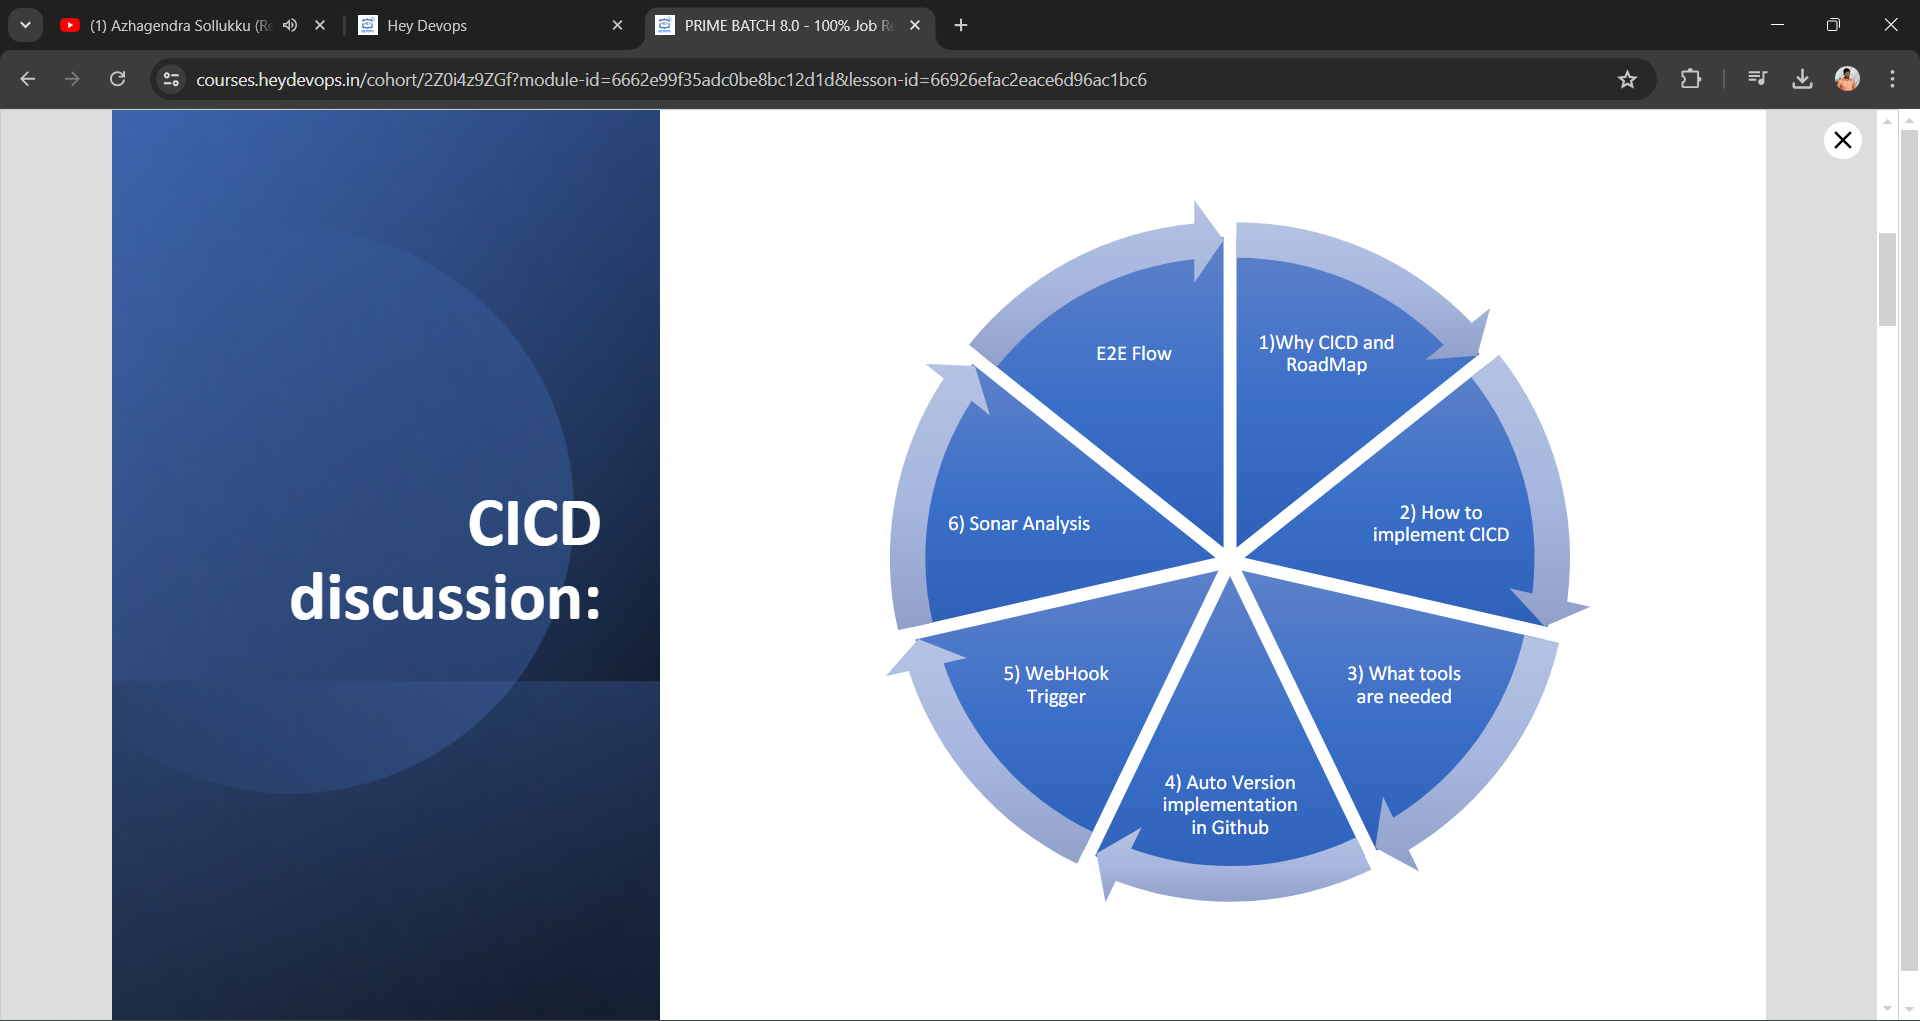 (1) Azhagendra Sollukku (Re
Hey Devops
PRIME BATCH 8.0 - 100% Job R
courses.heydevops.in/cohort/2Z0i4z9ZGf?module-id=6662e99f35adc0be8bc12d1d&lesson-id=66926efac2eace6d96ac1bc6
CICD
discussion:
1)Why CICD and
RoadMap
2) How to
implement CICD
3) What tools
are needed
4) Auto Version
implementation
in Github
5) WebHook
Trigger
6) Sonar Analysis
E2E Flow